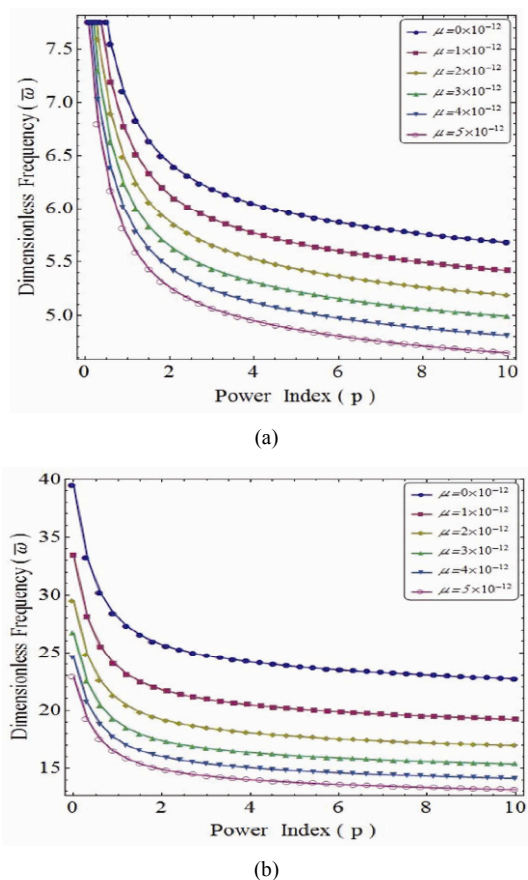 7.5
7.0
6.5
6.0
5.5
5.0
Dimensionless Frequency (ϖ)
μ=0×10⁻¹²
μ=1×10⁻¹²
μ=2×10⁻¹²
μ=3×10⁻¹²
μ=4×10⁻¹²
μ=5×10⁻¹²
0 2 4 6 8 10
Power Index ( p )
(a)
40
35
30
25
20
15
Dimensionless Frequency (ϖ)
μ=0×10⁻¹²
μ=1×10⁻¹²
μ=2×10⁻¹²
μ=3×10⁻¹²
μ=4×10⁻¹²
μ=5×10⁻¹²
0 2 4 6 8 10
Power Index ( p )
(b)